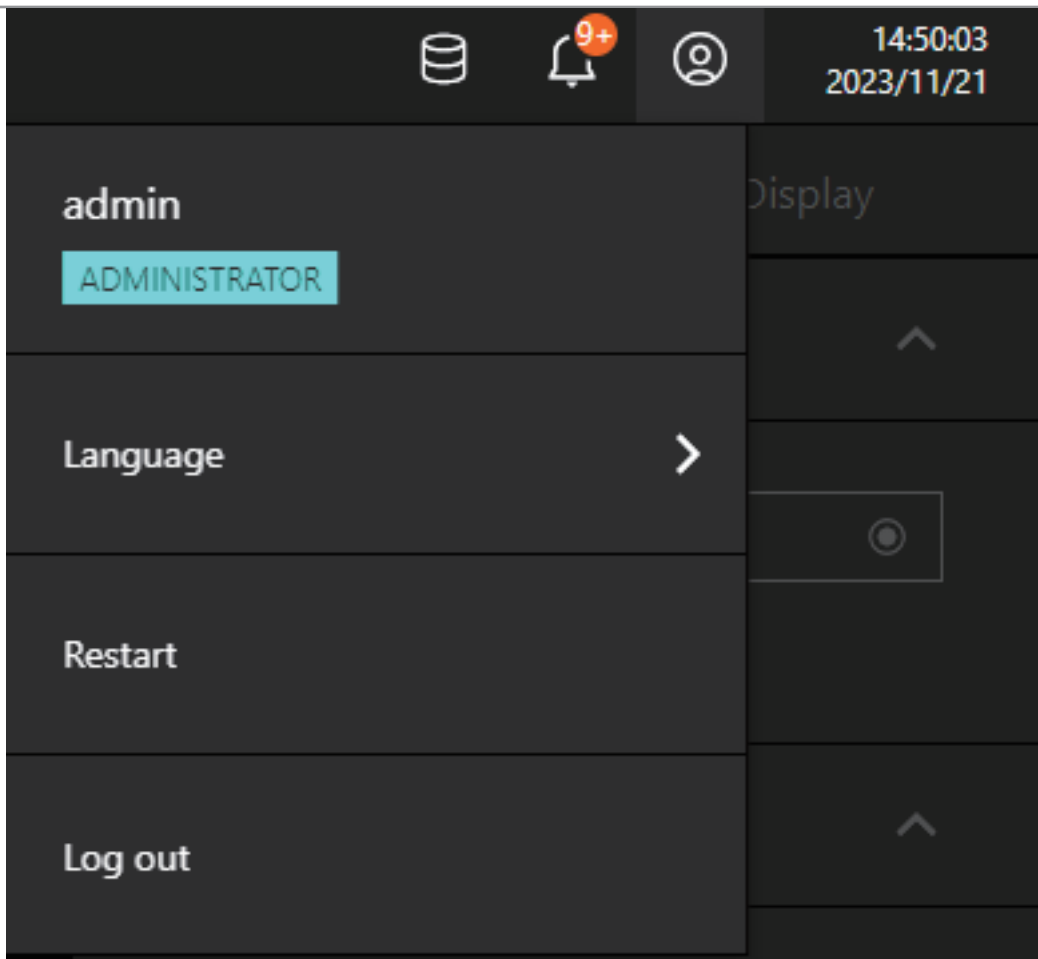 9+
14:50:03
2023/11/21
admin
Display
ADMINISTRATOR
Language
Restart
Log out